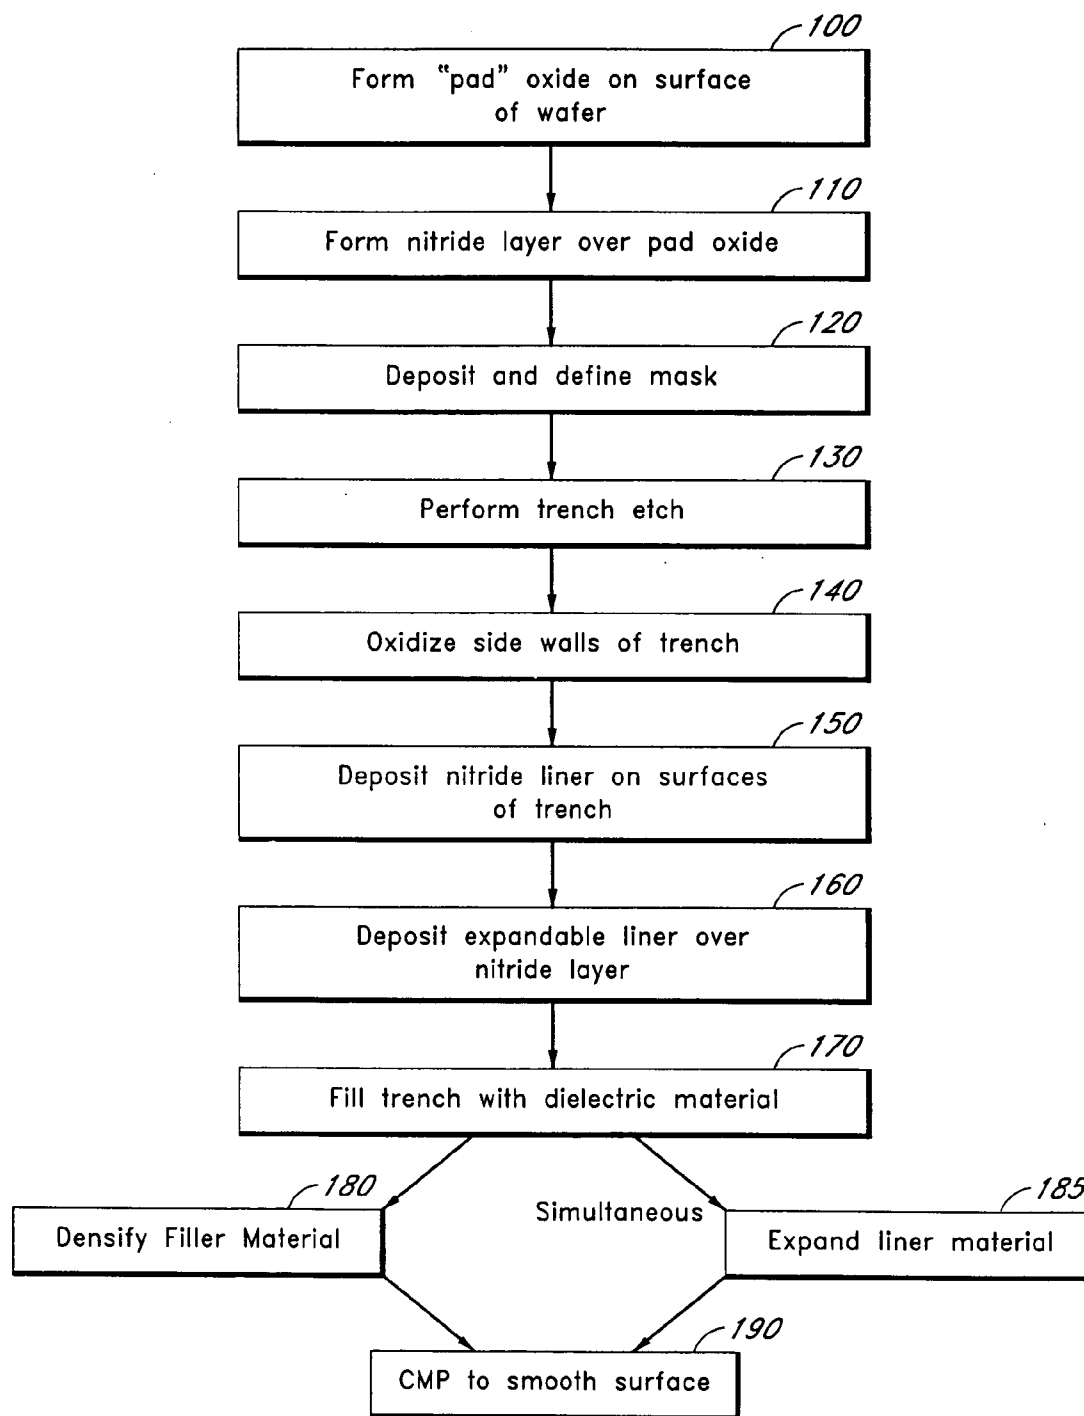 100
Form "pad" oxide on surface
of wafer
110
Form nitride layer over pad oxide
120
Deposit and define mask
130
Perform trench etch
140
Oxidize side walls of trench
150
Deposit nitride liner on surfaces
of trench
160
Deposit expandable liner over
nitride layer
170
Fill trench with dielectric material
180
Densify Filler Material
Simultaneous
185
Expand liner material
190
CMP to smooth surface